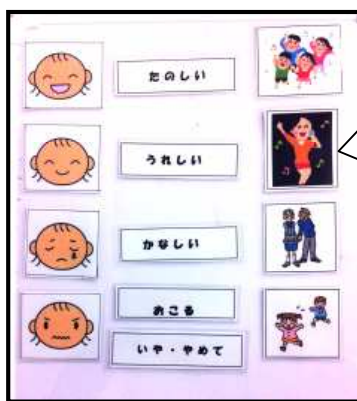 たのしい
うれしい
かなしい
おこる
いや・やめて